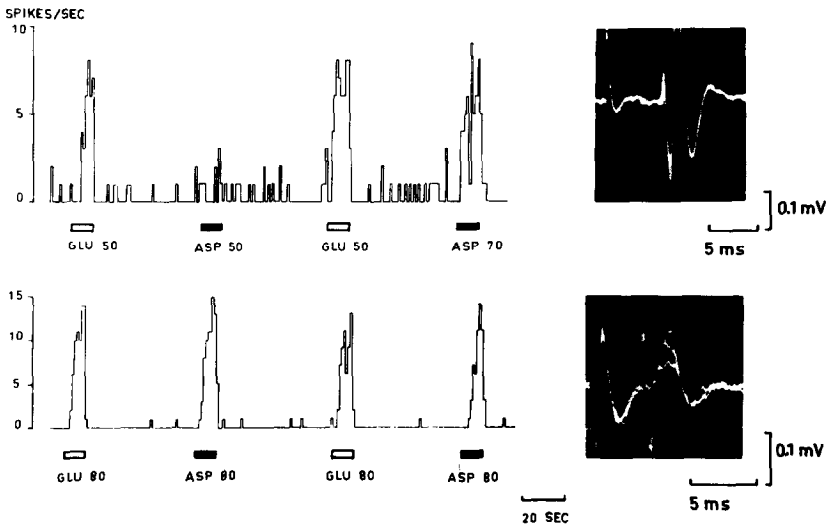 SPIKES/SEC
10
5
0
GLU 50 ASP 50 GLU 50 ASP 70
0.1 mV
5 ms
15
10
5
0
GLU 80 ASP 80 GLU 80 ASP 80
0.1 mV
5 ms
20 SEC